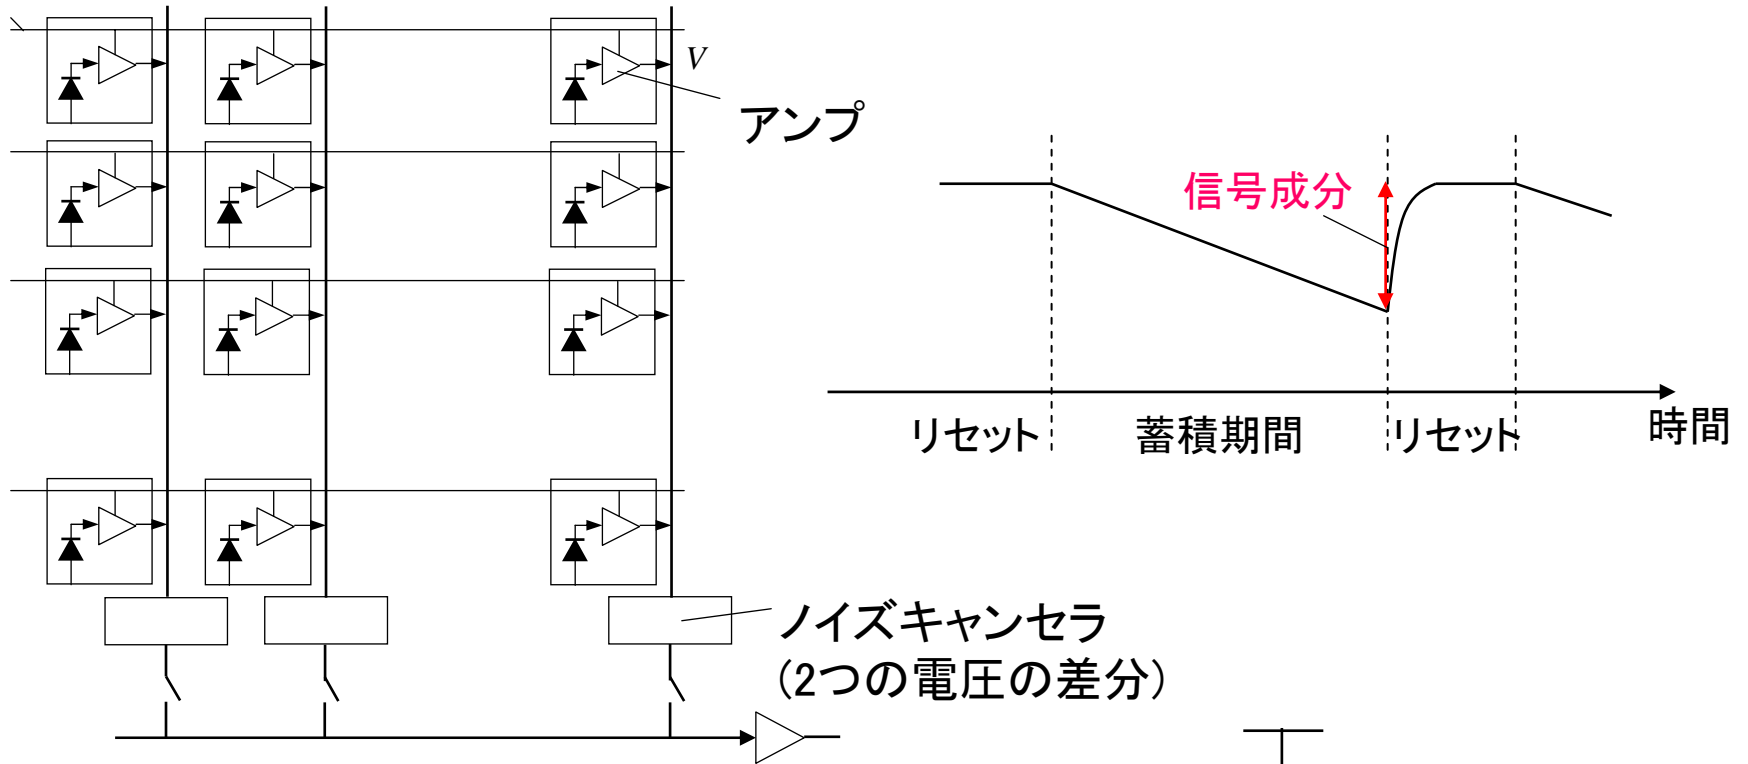 V
アンプ
信号成分
リセット
蓄積期間
リセット
時間
ノイズキャンセラ
(2つの電圧の差分)